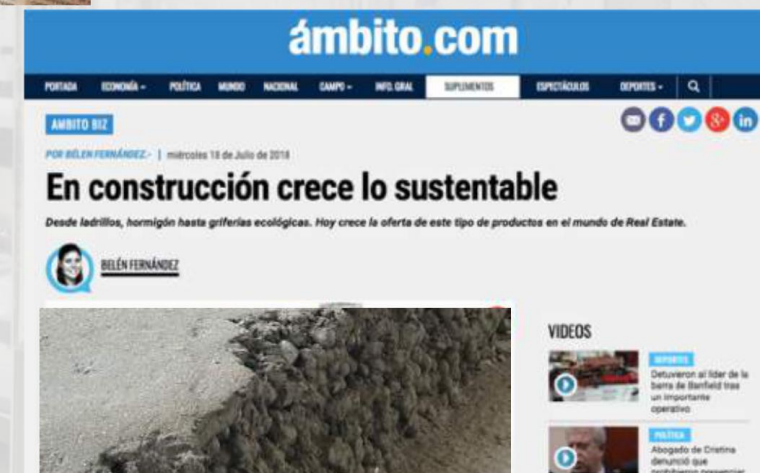 ámbito.com
PORTADA ECONOMÍA POLÍTICA MUNDO NACIONAL CAMPO INFO. GRAL SUPLEMENTOS ESPECTÁCULOS DEPORTES
AMBITO BIZ
POR BELÉN FERNÁNDEZ.- | miércoles 18 de Julio de 2018
En construcción crece lo sustentable
Desde ladrillos, hormigón hasta griferías ecológicas. Hoy crece la oferta de este tipo de productos en el mundo de Real Estate.
BELÉN FERNÁNDEZ
VIDEOS
DEPORTES
Detuvieron al líder de la
barra de Banfield tras
un importante
operativo
POLÍTICA
Abogado de Cristina
denunció que